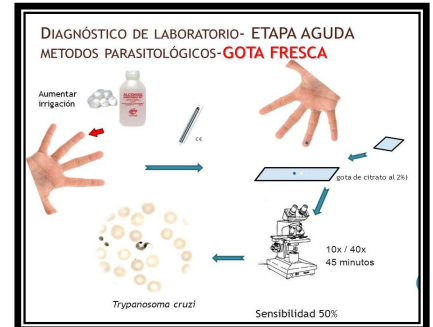 DIAGNÓSTICO DE LABORATORIO- ETAPA AGUDA
METODOS PARASITOLÓGICOS-GOTA FRESCA
Aumentar
irrigación
ALCOHOL
gota de citrato al 2%)
10x / 40x
45 minutos
Trypanosoma cruzi
Sensibilidad 50%